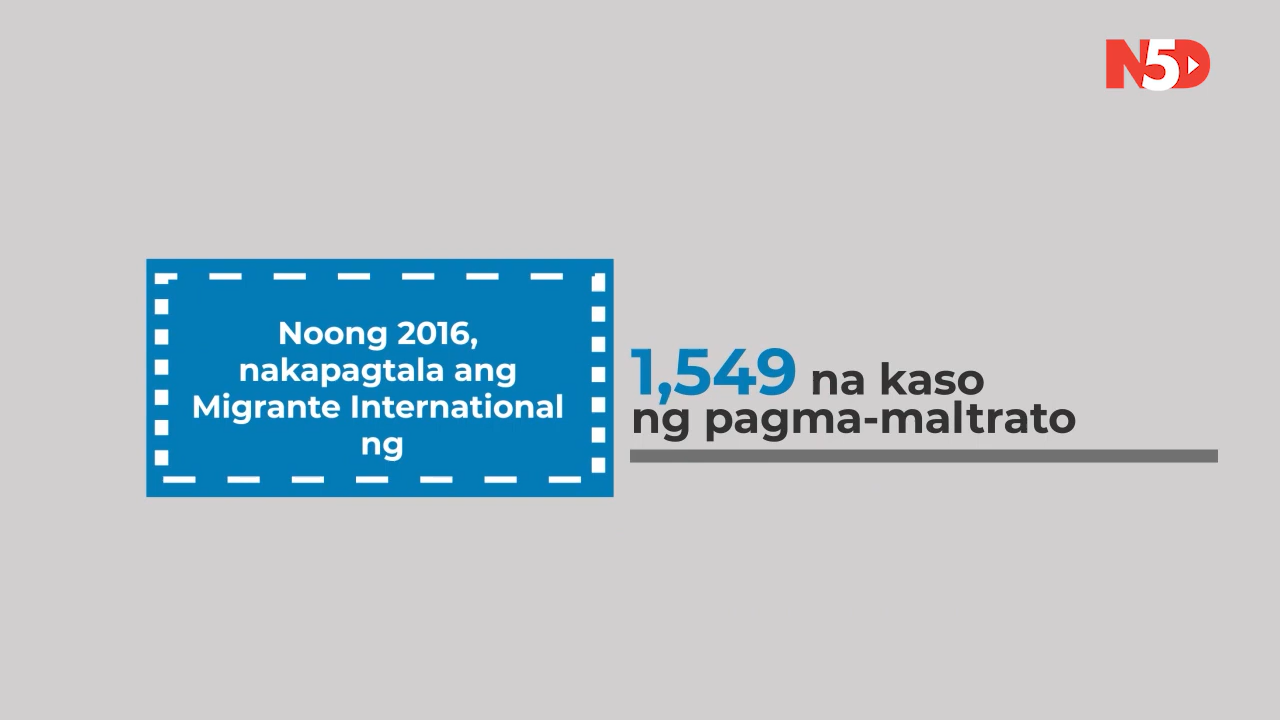 N5D
Noong 2016,
nakapagtala ang
Migrante International
ng
1,549 na kaso
ng pagma-maltrato